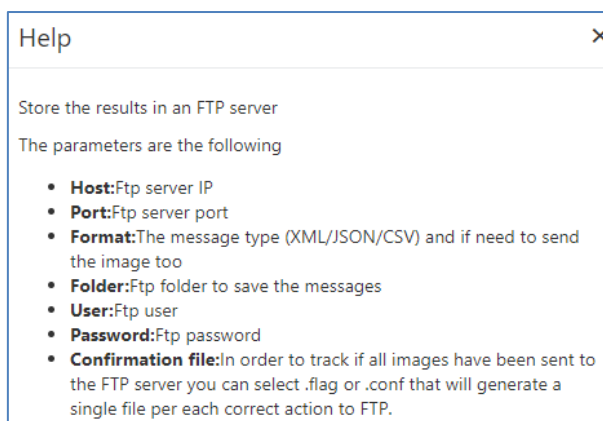 Help
Store the results in an FTP server
The parameters are the following
• Host:Ftp server IP
• Port:Ftp server port
• Format:The message type (XML/JSON/CSV) and if need to send
the image too
• Folder:Ftp folder to save the messages
• User:Ftp user
• Password:Ftp password
• Confirmation file:In order to track if all images have been sent to
the FTP server you can select .flag or .conf that will generate a
single file per each correct action to FTP.